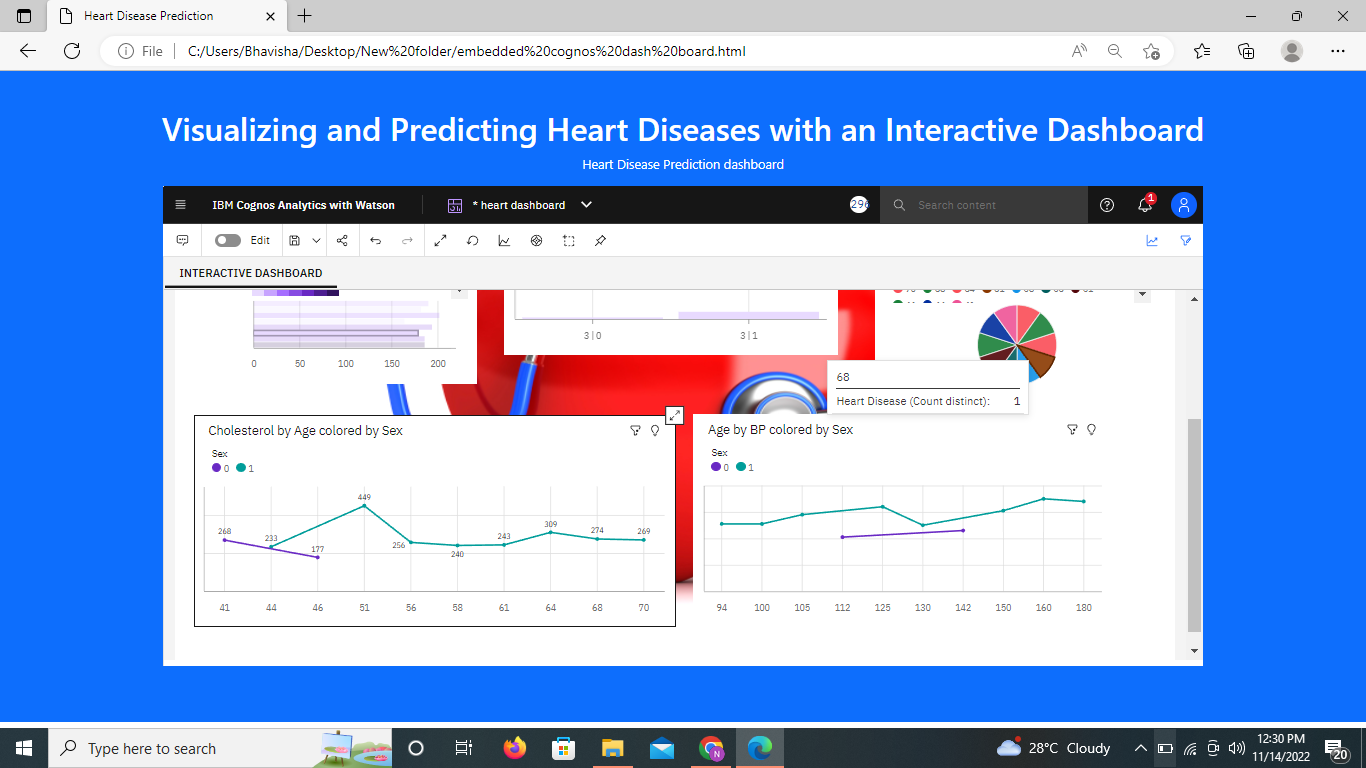 Heart Disease Prediction
File
C:/Users/Bhavisha/Desktop/New%20folder/embedded%20cognos%20dash%20board.html
Visualizing and Predicting Heart Diseases with an Interactive Dashboard
Heart Disease Prediction dashboard
IBM Cognos Analytics with Watson
* heart dashboard
296
Search content
1
Edit
INTERACTIVE DASHBOARD
0 50 100 150 200
3|0 3|1
68
Heart Disease (Count distinct): 1
Cholesterol by Age colored by Sex
Sex
0 1
449
268 233 177 256 240 243 309 274 269
41 44 46 51 56 58 61 64 68 70
Age by BP colored by Sex
Sex
0 1
94 100 105 112 125 130 142 150 160 180
Type here to search
N
28°C Cloudy
12:30 PM
11/14/2022
20